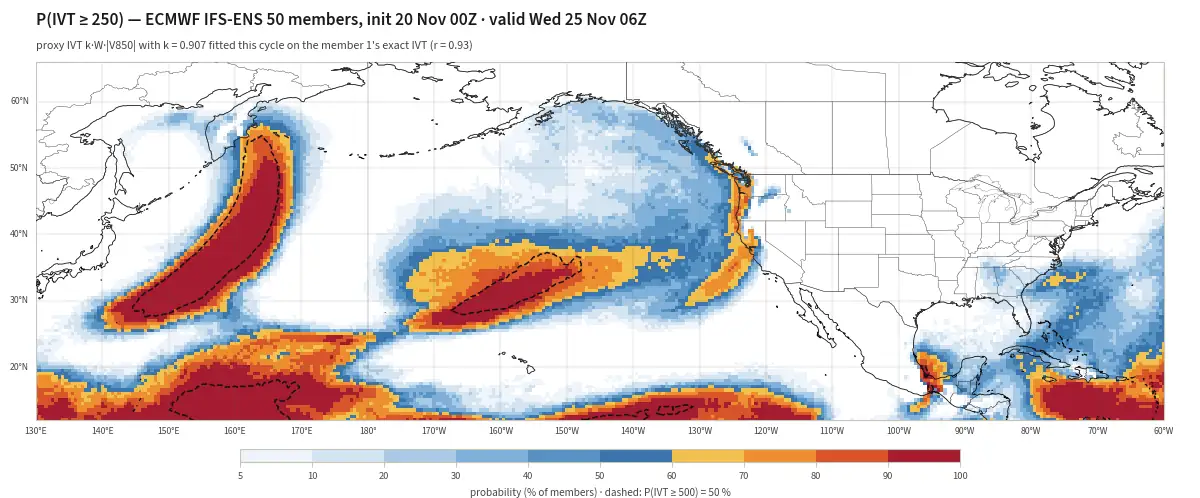 P(IVT ≥ 250) — ECMWF IFS-ENS 50 members, init 20 Nov 00Z · valid Wed 25 Nov 06Z
proxy IVT k·W·|V850| with k = 0.907 fitted this cycle on the member 1's exact IVT (r = 0.93)
60°N
50°N
40°N
30°N
20°N
130°E 140°E 150°E 160°E 170°E 180° 170°W 160°W 150°W 140°W 130°W 120°W 110°W 100°W 90°W 80°W 70°W 60°W
5 10 20 30 40 50 60 70 80 90 100
probability (% of members) · dashed: P(IVT ≥ 500) = 50 %